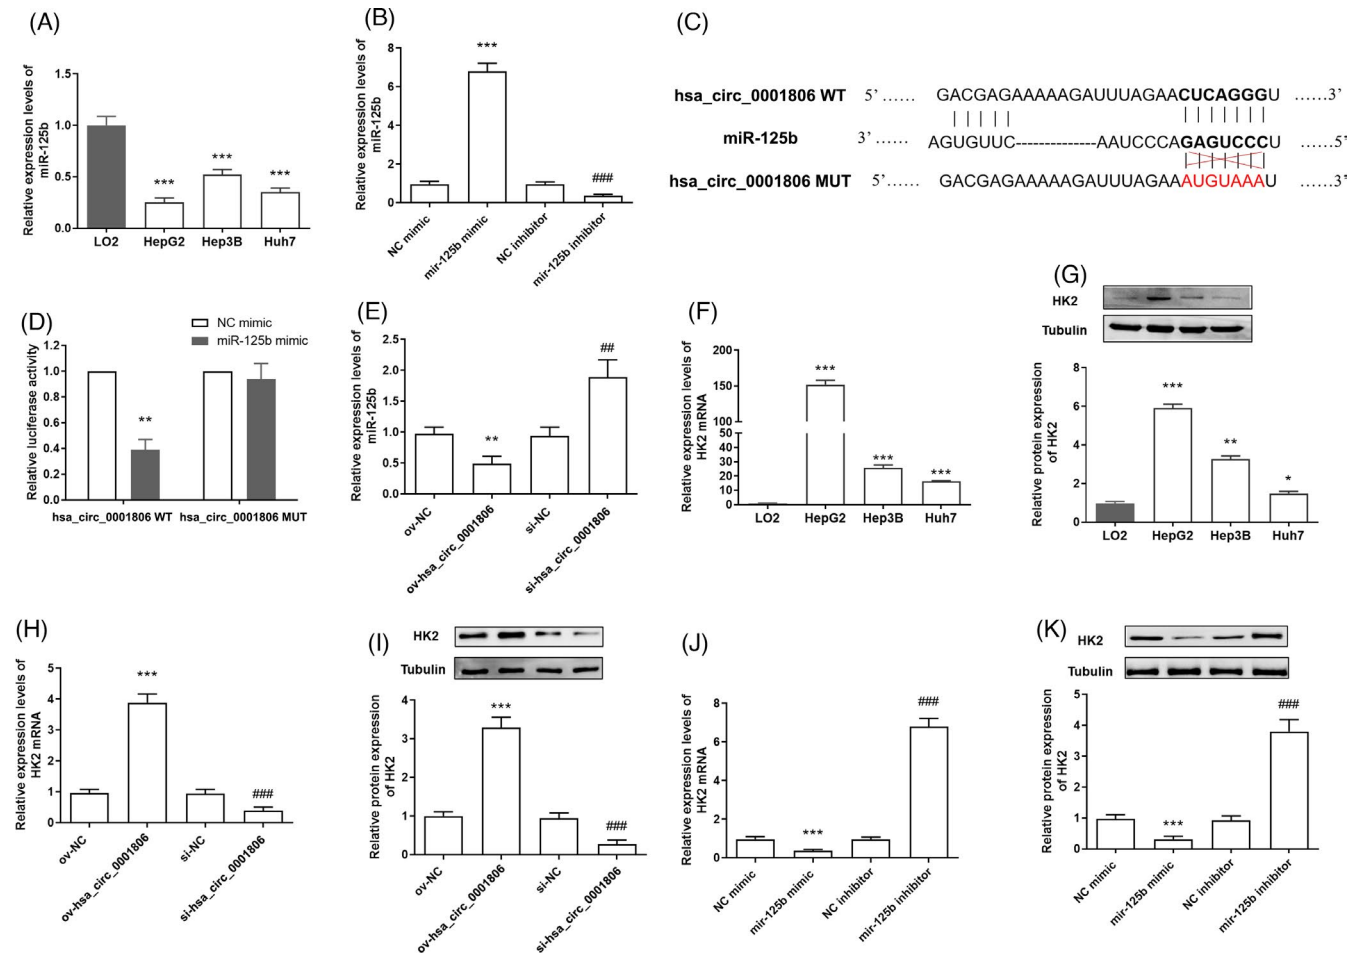 (A)
Relative expression levels of
miR-125b
1.5
1.0
0.5
0.0
***
***
***
LO2 HepG2 Hep3B Huh7
(B)
Relative expression levels of
miR-125b
8
6
4
2
0
***
###
NC mimic
mir-125b mimic
NC inhibitor
mir-125b inhibitor
(C)
hsa_circ_0001806 WT 5’ …… GACGAGAAAAAGAUUUAGAACUCAGGGU ……3’
miR-125b 3’ …… AGUGUUC--------------AAUCCCAGAGUCCCU ……5’
hsa_circ_0001806 MUT 5’ …… GACGAGAAAAAGAUUUAGAAAUGUAAAU ……3’
(D)
NC mimic
miR-125b mimic
Relative luciferase activity
1.2
1.0
0.8
0.6
0.4
0.2
0.0
**
hsa_circ_0001806 WT hsa_circ_0001806 MUT
(E)
Relative expression levels of
miR-125b
2.5
2.0
1.5
1.0
0.5
0.0
**
##
ov-NC
ov-hsa_circ_0001806
si-NC
si-hsa_circ_0001806
(F)
Relative expression levels of
HK2 mRNA
200
150
100
50
40
30
20
10
0
***
***
***
LO2 HepG2 Hep3B Huh7
(G)
HK2
Tubulin
Relative protein expression
of HK2
8
6
4
2
0
***
**
*
LO2 HepG2 Hep3B Huh7
(H)
Relative expression levels of
HK2 mRNA
5
4
3
2
1
0
***
###
ov-NC
ov-hsa_circ_0001806
si-NC
si-hsa_circ_0001806
(I)
HK2
Tubulin
Relative protein expression
of HK2
4
3
2
1
0
***
###
ov-NC
ov-hsa_circ_0001806
si-NC
si-hsa_circ_0001806
(J)
Relative expression levels of
HK2 mRNA
8
6
4
2
0
***
###
NC mimic
mir-125b mimic
NC inhibitor
mir-125b inhibitor
(K)
HK2
Tubulin
Relative protein expression
of HK2
5
4
3
2
1
0
***
###
NC mimic
mir-125b mimic
NC inhibitor
mir-125b inhibitor